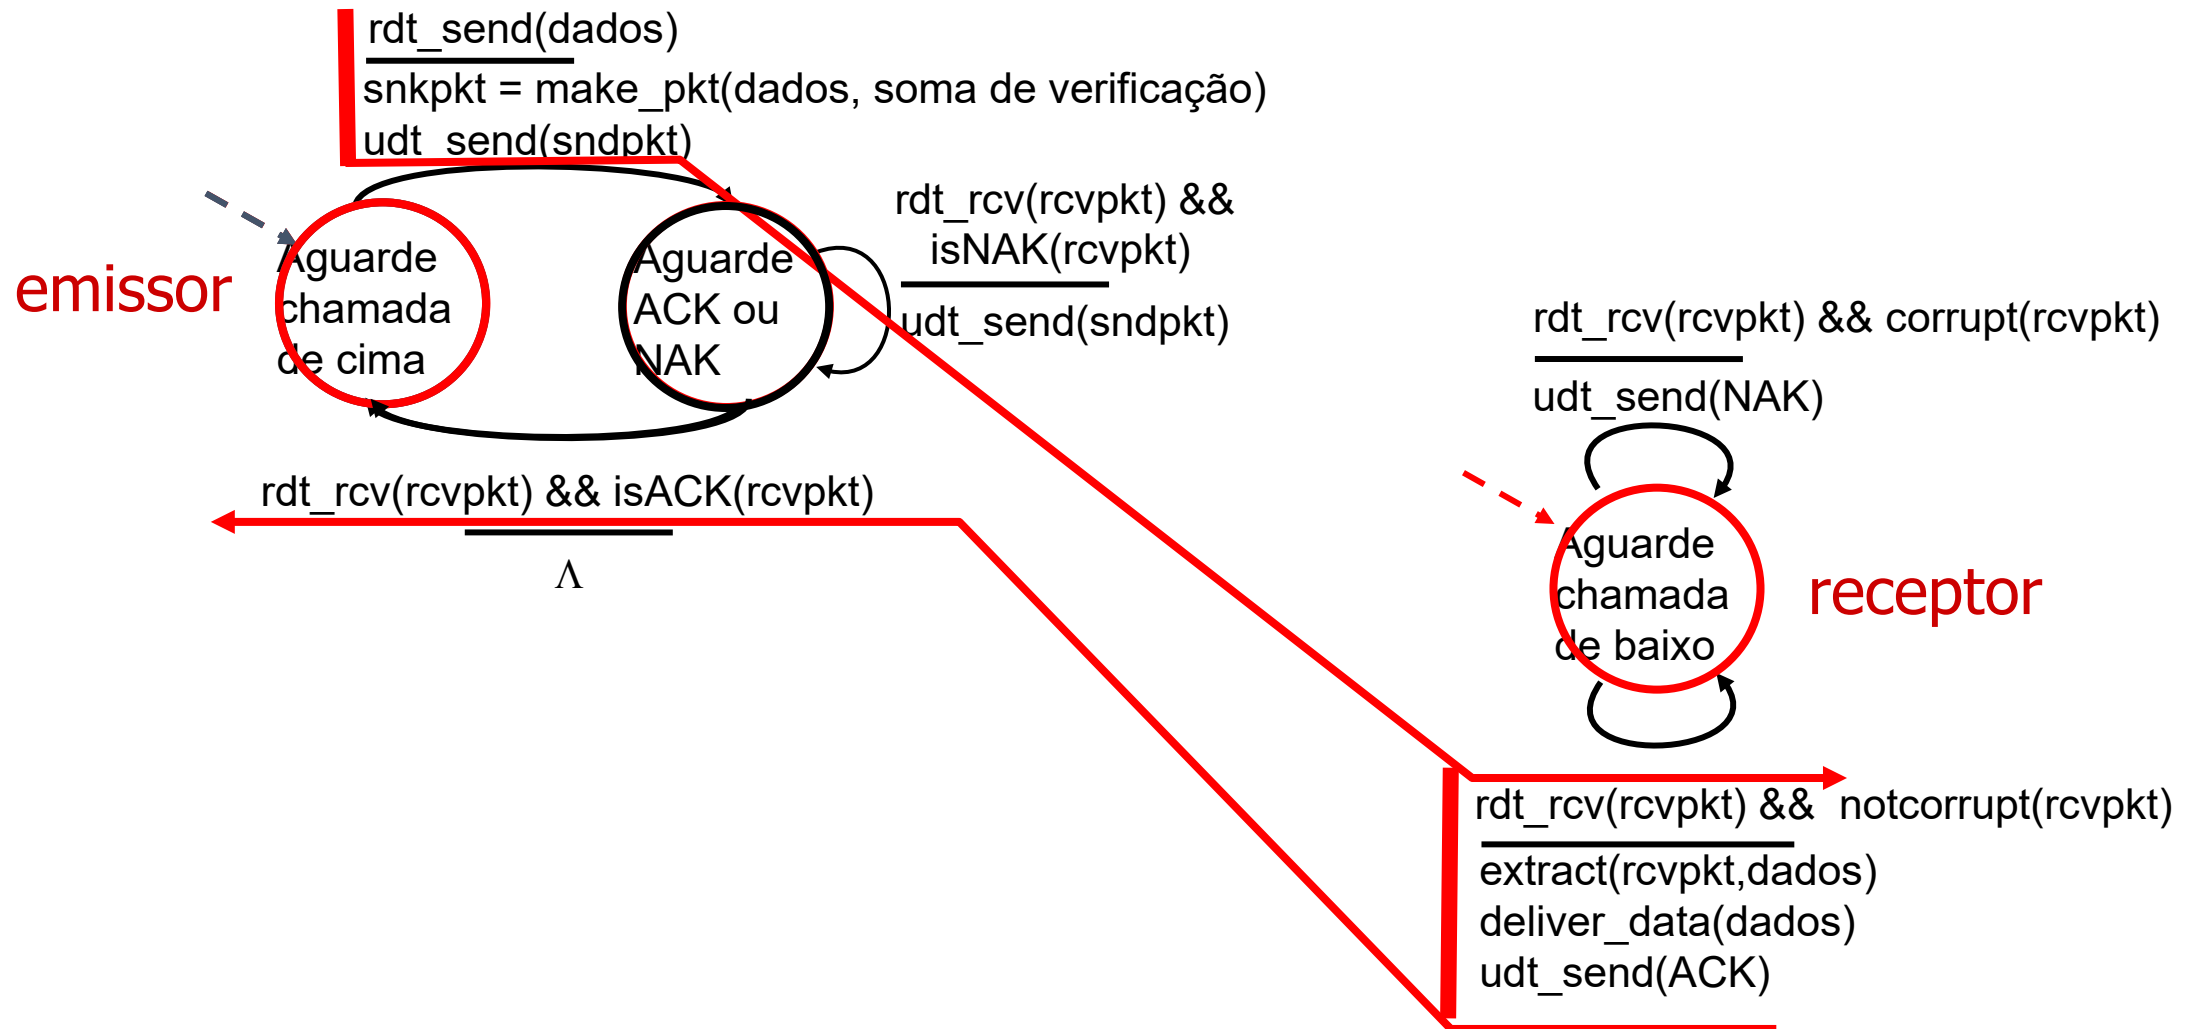 rdt_send(dados)
snkpkt = make_pkt(dados, soma de verificação)
udt_send(sndpkt)
emissor
Aguarde
chamada
de cima
Aguarde
ACK ou
NAK
rdt_rcv(rcvpkt) &&
isNAK(rcvpkt)
udt_send(sndpkt)
rdt_rcv(rcvpkt) && isACK(rcvpkt)
Λ
rdt_rcv(rcvpkt) && corrupt(rcvpkt)
udt_send(NAK)
Aguarde
chamada
de baixo
receptor
rdt_rcv(rcvpkt) && notcorrupt(rcvpkt)
extract(rcvpkt,dados)
deliver_data(dados)
udt_send(ACK)